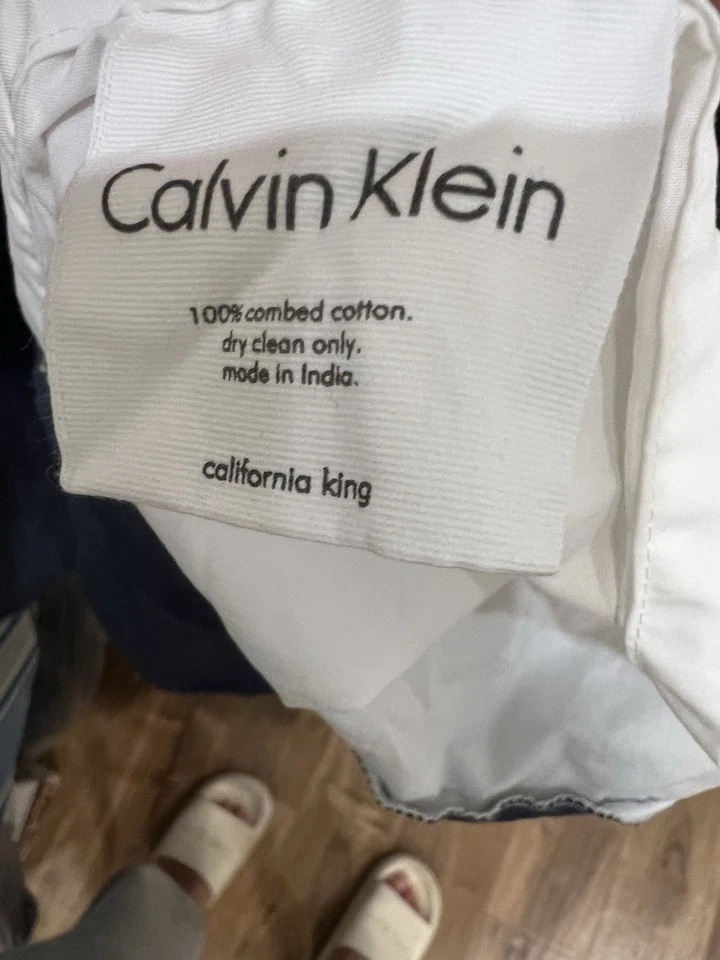 Calvin Klein
100% combed cotton.
dry clean only.
made in India.
california king